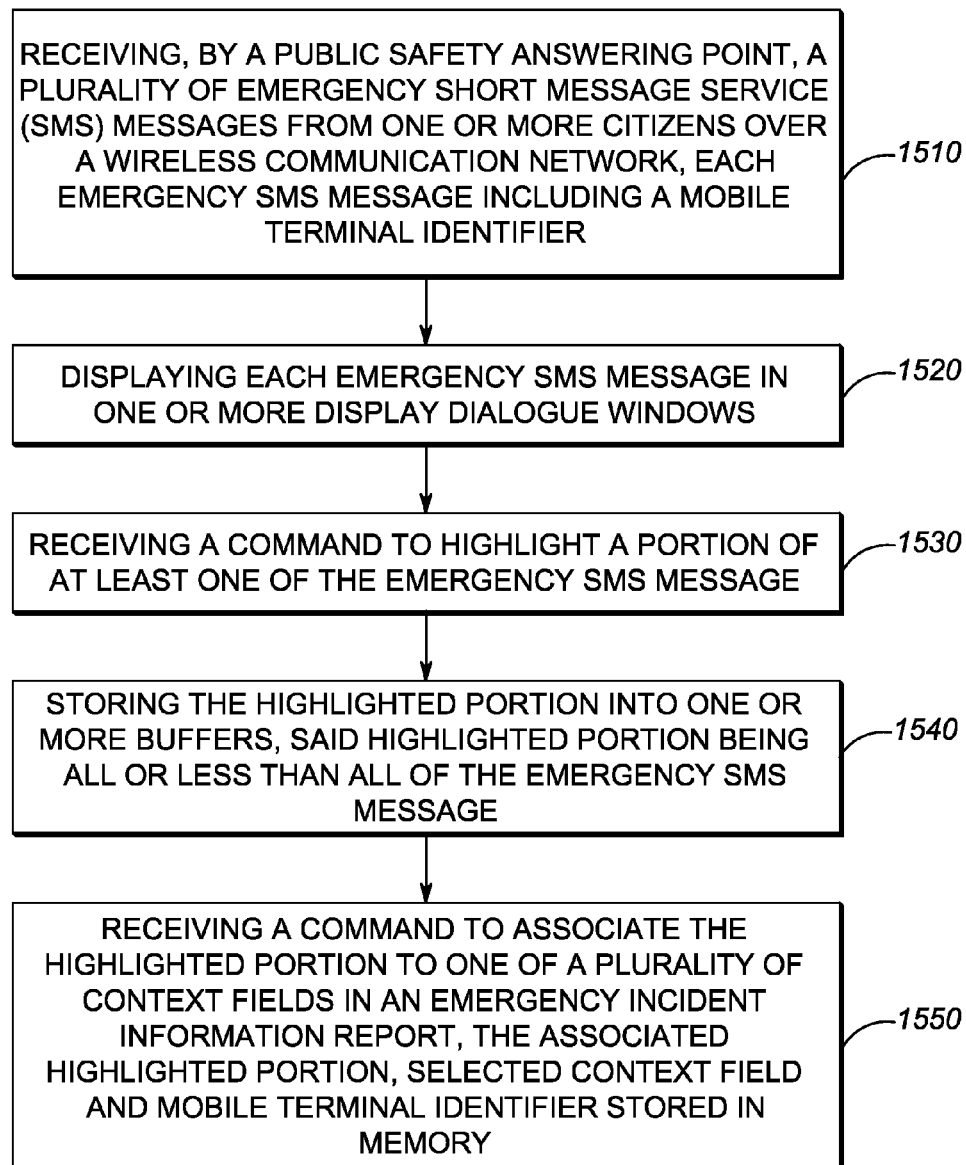 RECEIVING, BY A PUBLIC SAFETY ANSWERING POINT, A
PLURALITY OF EMERGENCY SHORT MESSAGE SERVICE
(SMS) MESSAGES FROM ONE OR MORE CITIZENS OVER
A WIRELESS COMMUNICATION NETWORK, EACH
EMERGENCY SMS MESSAGE INCLUDING A MOBILE
TERMINAL IDENTIFIER
1510
DISPLAYING EACH EMERGENCY SMS MESSAGE IN
ONE OR MORE DISPLAY DIALOGUE WINDOWS
1520
RECEIVING A COMMAND TO HIGHLIGHT A PORTION OF
AT LEAST ONE OF THE EMERGENCY SMS MESSAGE
1530
STORING THE HIGHLIGHTED PORTION INTO ONE OR
MORE BUFFERS, SAID HIGHLIGHTED PORTION BEING
ALL OR LESS THAN ALL OF THE EMERGENCY SMS
MESSAGE
1540
RECEIVING A COMMAND TO ASSOCIATE THE
HIGHLIGHTED PORTION TO ONE OF A PLURALITY OF
CONTEXT FIELDS IN AN EMERGENCY INCIDENT
INFORMATION REPORT, THE ASSOCIATED
HIGHLIGHTED PORTION, SELECTED CONTEXT FIELD
AND MOBILE TERMINAL IDENTIFIER STORED IN
MEMORY
1550